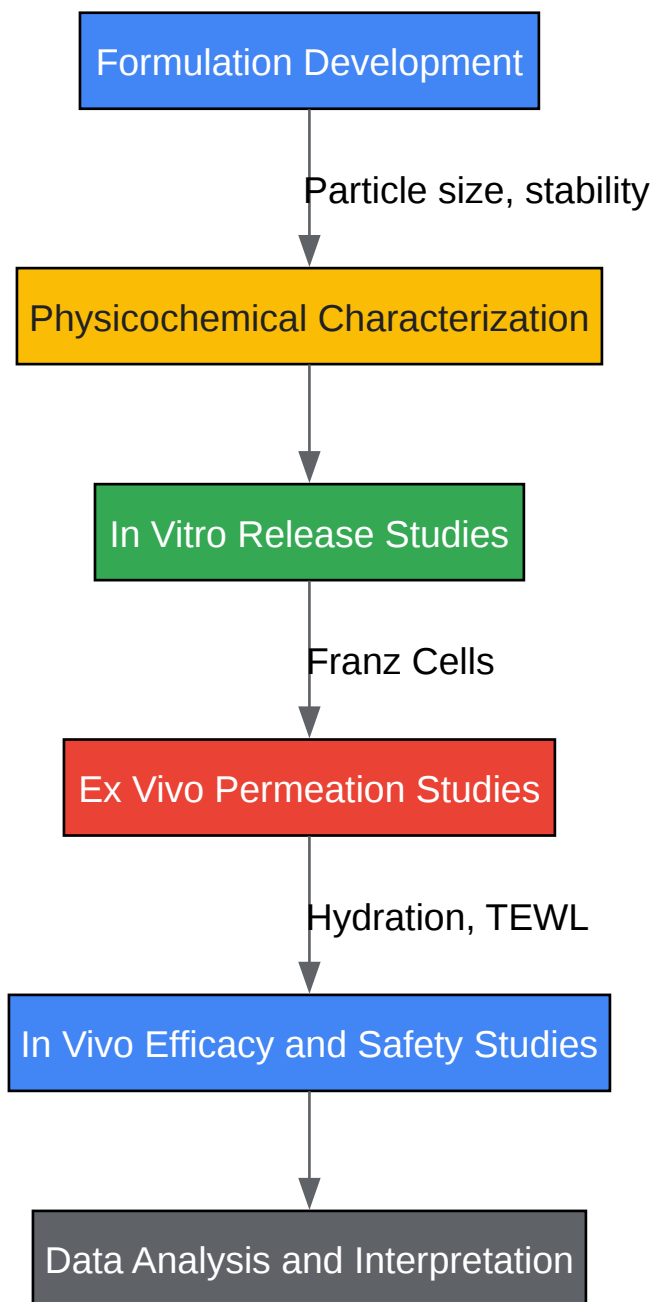 Formulation Development
Particle size, stability
Physicochemical Characterization
In Vitro Release Studies
Franz Cells
Ex Vivo Permeation Studies
Hydration, TEWL
In Vivo Efficacy and Safety Studies
Data Analysis and Interpretation